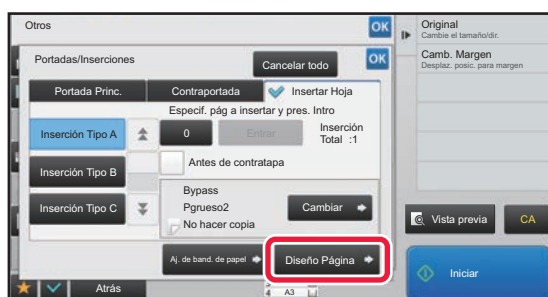 Otros
OK
Portadas/Inserciones
Cancelar todo
OK
Portada Princ.
Contraportada
Insertar Hoja
Especif. pág a insertar y pres. Intro
Inserción Tipo A
0
Entrar
Inserción
Total :1
Inserción Tipo B
Antes de contratapa
Inserción Tipo C
Bypass
Pgrueso2
No hacer copia
Cambiar
Aj. de band. de papel
Diseño Página
Atrás
A3
Original
Cambie el tamaño/dir.
Camb. Margen
Desplaz. posic. para margen
Vista previa
CA
Iniciar